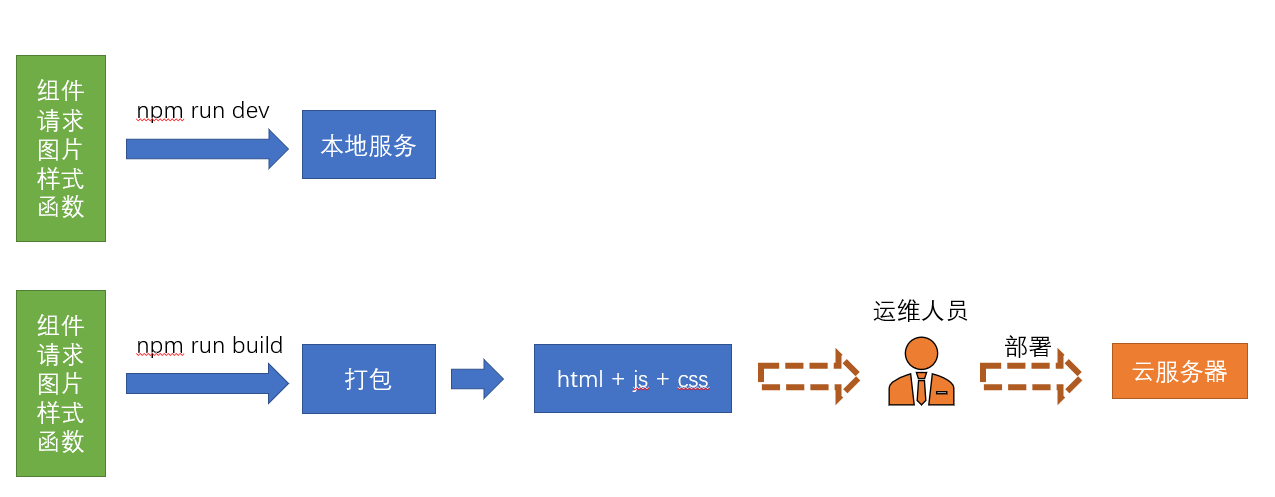 组件
请求
图片
样式
函数
npm run dev
本地服务
组件
请求
图片
样式
函数
npm run build
打包
html + js + css
运维人员
部署
云服务器